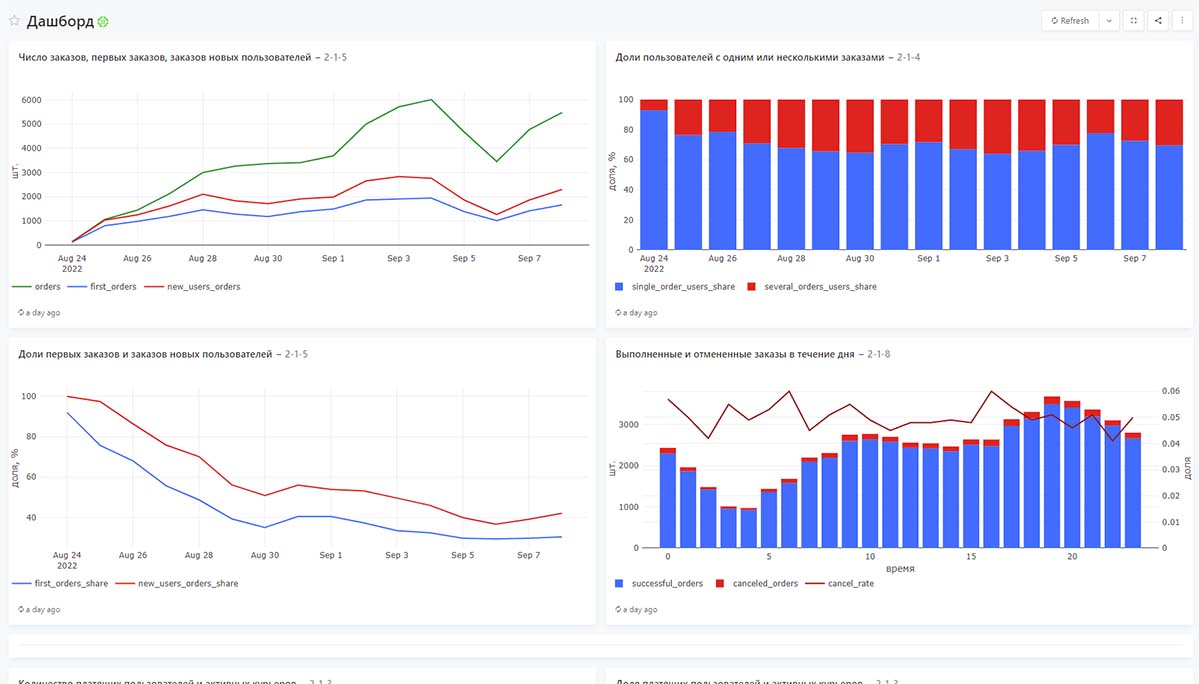 Дашборд
Refresh
Число заказов, первых заказов, заказов новых пользователей – 2-1-5
6000
5000
4000
3000
2000
1000
0
шт.
Aug 24 Aug 26 Aug 28 Aug 30 Sep 1 Sep 3 Sep 5 Sep 7
2022
orders first_orders new_users_orders
a day ago
Доли пользователей с одним или несколькими заказами – 2-1-4
100
80
60
40
20
0
доля, %
Aug 24 Aug 26 Aug 28 Aug 30 Sep 1 Sep 3 Sep 5 Sep 7
2022
single_order_users_share several_orders_users_share
a day ago
Доли первых заказов и заказов новых пользователей – 2-1-5
100
80
60
40
доля, %
Aug 24 Aug 26 Aug 28 Aug 30 Sep 1 Sep 3 Sep 5 Sep 7
2022
first_orders_share new_users_orders_share
a day ago
Выполненные и отмененные заказы в течение дня – 2-1-8
3000
2000
1000
0
шт.
0.06
0.05
0.04
0.03
0.02
0.01
0
доля
0 5 10 15 20
время
successful_orders canceled_orders cancel_rate
a day ago
Количество платящих пользователей и активных курьеров – 2-1-3
Доля платящих пользователей и активных курьеров – 2-1-3